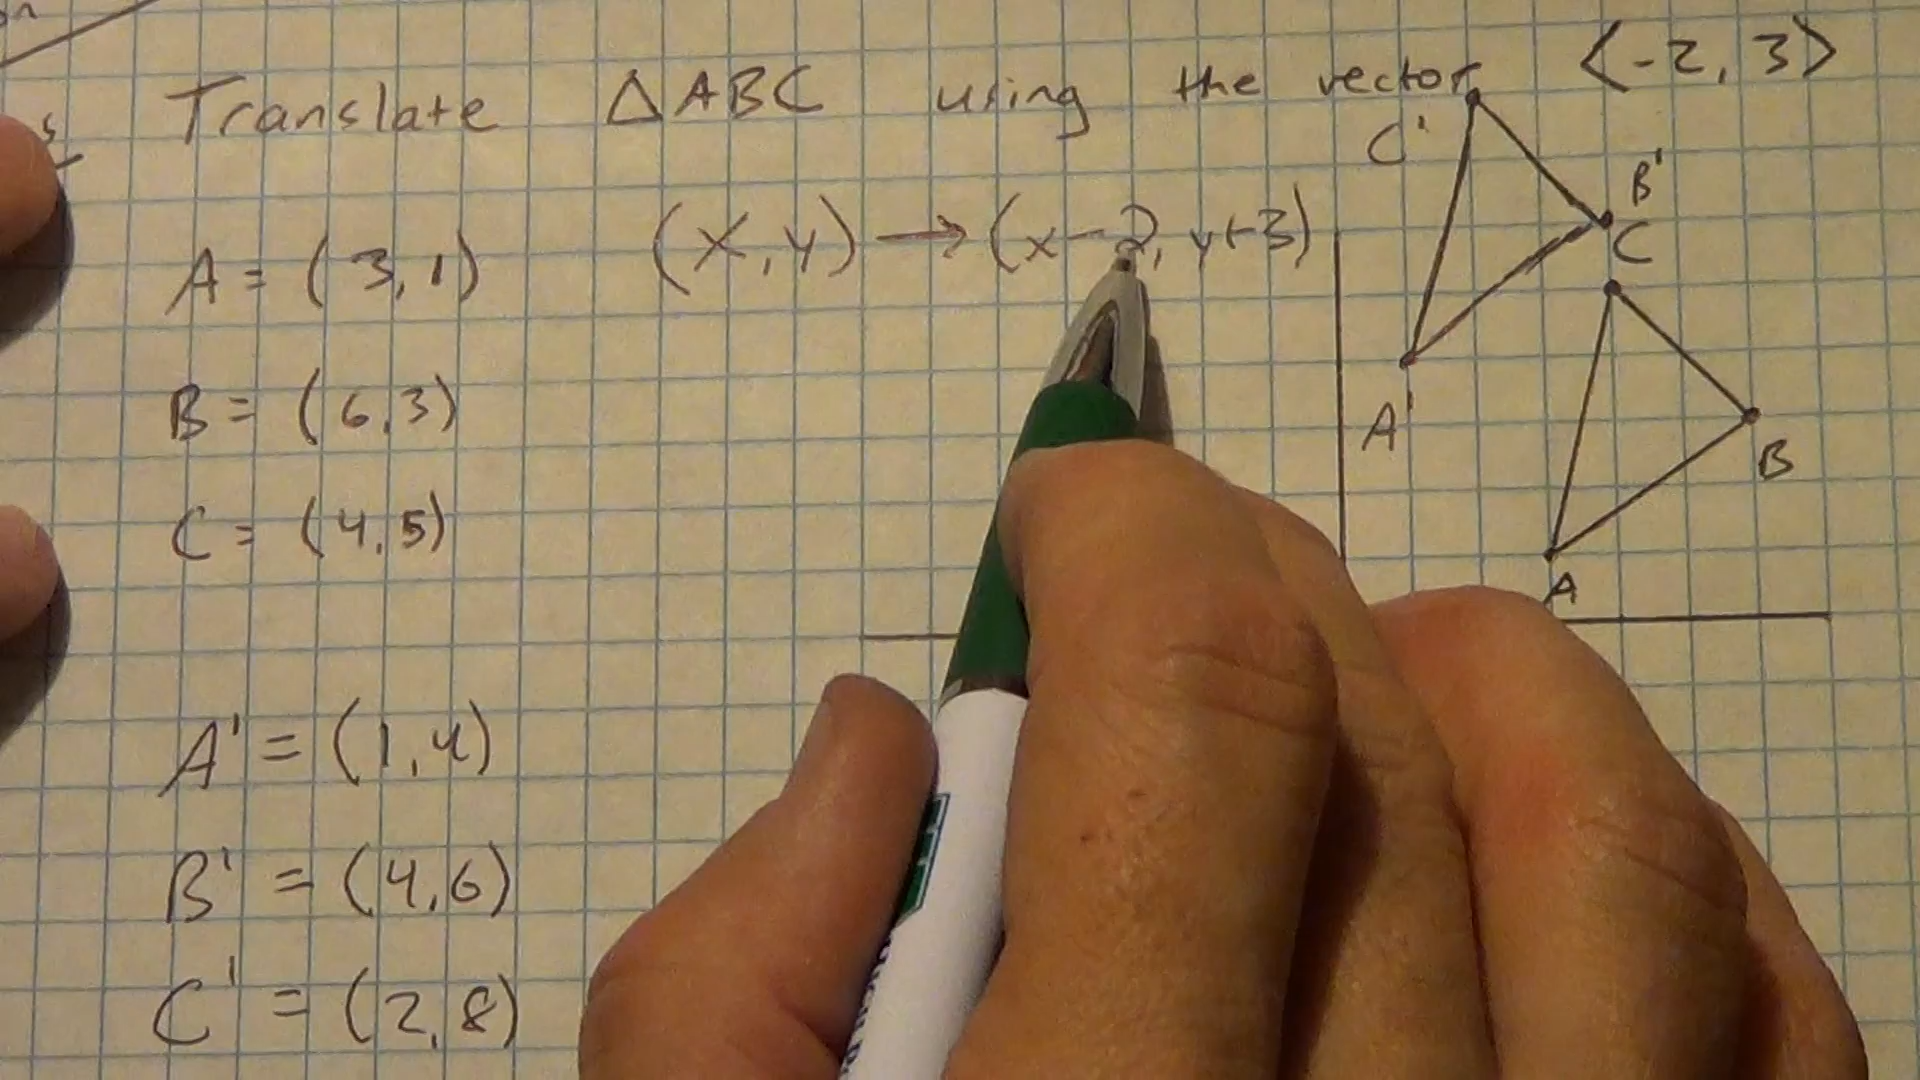 Translate △ABC using the vector ⟨-2, 3⟩
(x, y) → (x-2, y+3)
A = (3, 1)
B = (6, 3)
C = (4, 5)
A' = (1, 4)
B' = (4, 6)
C' = (2, 8)
C'
B'
C
A'
B
A